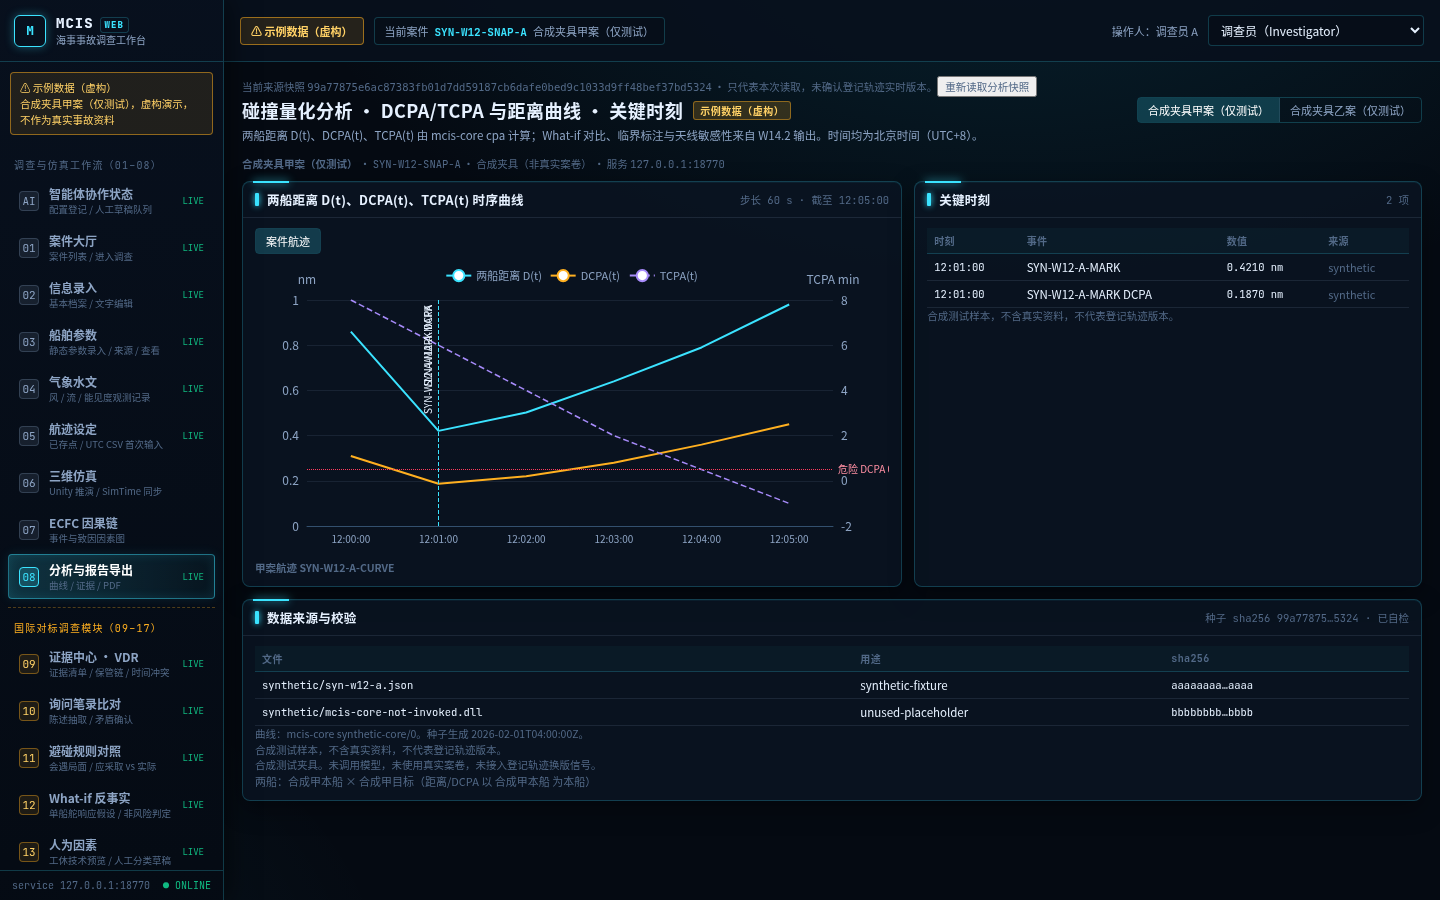 M
MCIS WEB
海事事故调查工作台
⚠ 示例数据（虚构）
合成夹具甲案（仅测试），虚构演示，
不作为真实事故资料
调查与仿真工作流（01-08）
AI 智能体协作状态 LIVE
配置登记 / 人工草稿队列
01 案件大厅 LIVE
案件列表 / 进入调查
02 信息录入 LIVE
基本档案 / 文字编辑
03 船舶参数 LIVE
静态参数录入 / 来源 / 查看
04 气象水文 LIVE
风 / 流 / 能见度观测记录
05 航迹设定 LIVE
已存点 / UTC CSV 首次输入
06 三维仿真
Unity 推演 / SimTime 同步
07 ECFC 因果链
事件与致因因素图
08 分析与报告导出 LIVE
曲线 / 证据 / PDF
国际对标调查模块（09-17）
09 证据中心 · VDR LIVE
证据清单 / 保管链 / 时间冲突
10 询问笔录比对 LIVE
陈述抽取 / 矛盾确认
11 避碰规则对照 LIVE
会遇局面 / 应采取 vs 实际
12 What-if 反事实 LIVE
单船舵响应假设 / 非风险判定
13 人为因素 LIVE
工休技术预览 / 人工分类草稿
service 127.0.0.1:18770 ● ONLINE
⚠ 示例数据（虚构）
当前案件 SYN-W12-SNAP-A 合成夹具甲案（仅测试）
操作人：调查员 A
调查员（Investigator）
当前来源快照 99a77875e6ac87383fb01d7dd59187cb6dafe0bed9c1033d9ff48bef37bd5324 · 只代表本次读取，未确认登记轨迹实时版本。 重新读取分析快照
碰撞量化分析 · DCPA/TCPA 与距离曲线 · 关键时刻 示例数据（虚构）
合成夹具甲案（仅测试） 合成夹具乙案（仅测试）
两船距离 D(t)、DCPA(t)、TCPA(t) 由 mcis-core cpa 计算；What-if 对比、临界标注与天线敏感性来自 W14.2 输出。时间均为北京时间（UTC+8）。
合成夹具甲案（仅测试） · SYN-W12-SNAP-A · 合成夹具（非真实案卷） · 服务 127.0.0.1:18770
两船距离 D(t)、DCPA(t)、TCPA(t) 时序曲线
步长 60 s · 截至 12:05:00
案件航迹
两船距离 D(t) DCPA(t) TCPA(t)
nm
TCPA min
1
0.8
0.6
0.4
0.2
0
8
6
4
2
0
-2
危险 DCPA
12:00:00 12:01:00 12:02:00 12:03:00 12:04:00 12:05:00
甲案航迹 SYN-W12-A-CURVE
关键时刻
2 项
时刻 事件 数值 来源
12:01:00 SYN-W12-A-MARK 0.4210 nm synthetic
12:01:00 SYN-W12-A-MARK DCPA 0.1870 nm synthetic
合成测试样本，不含真实资料，不代表登记轨迹版本。
数据来源与校验
种子 sha256 99a77875…5324 · 已自检
文件 用途 sha256
synthetic/syn-w12-a.json synthetic-fixture aaaaaaaa…aaaa
synthetic/mcis-core-not-invoked.dll unused-placeholder bbbbbbbb…bbbb
曲线：mcis-core synthetic-core/0。种子生成 2026-02-01T04:00:00Z。
合成测试样本，不含真实资料，不代表登记轨迹版本。
合成测试夹具。未调用模型，未使用真实案卷，未接入登记轨迹换版信号。
两船：合成甲本船 × 合成甲目标（距离/DCPA 以 合成甲本船 为本船）